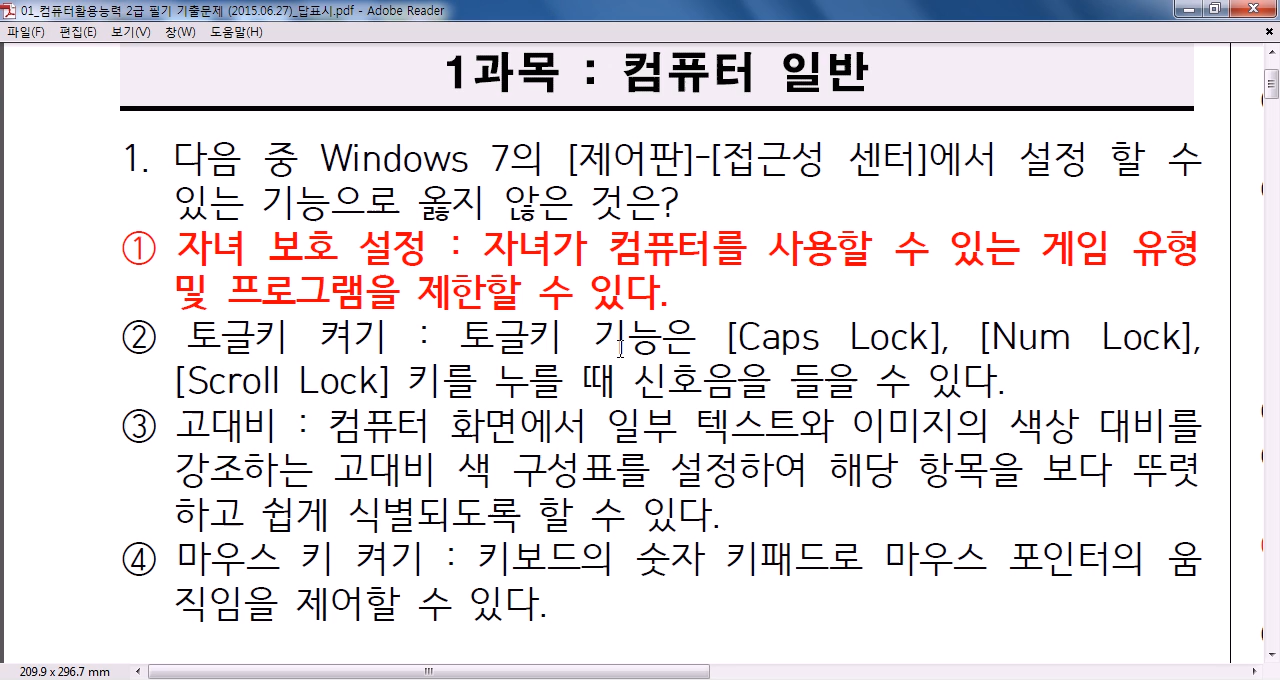 01_컴퓨터활용능력 2급 필기 기출문제 (2015.06.27)_답표시.pdf - Adobe Reader
파일(F) 편집(E) 보기(V) 창(W) 도움말(H)
1과목 : 컴퓨터 일반
1. 다음 중 Windows 7의 [제어판]-[접근성 센터]에서 설정 할 수
있는 기능으로 옳지 않은 것은?
① 자녀 보호 설정 : 자녀가 컴퓨터를 사용할 수 있는 게임 유형
및 프로그램을 제한할 수 있다.
② 토글키 켜기 : 토글키 기능은 [Caps Lock], [Num Lock],
[Scroll Lock] 키를 누를 때 신호음을 들을 수 있다.
③ 고대비 : 컴퓨터 화면에서 일부 텍스트와 이미지의 색상 대비를
강조하는 고대비 색 구성표를 설정하여 해당 항목을 보다 뚜렷
하고 쉽게 식별되도록 할 수 있다.
④ 마우스 키 켜기 : 키보드의 숫자 키패드로 마우스 포인터의 움
직임을 제어할 수 있다.
209.9 x 296.7 mm